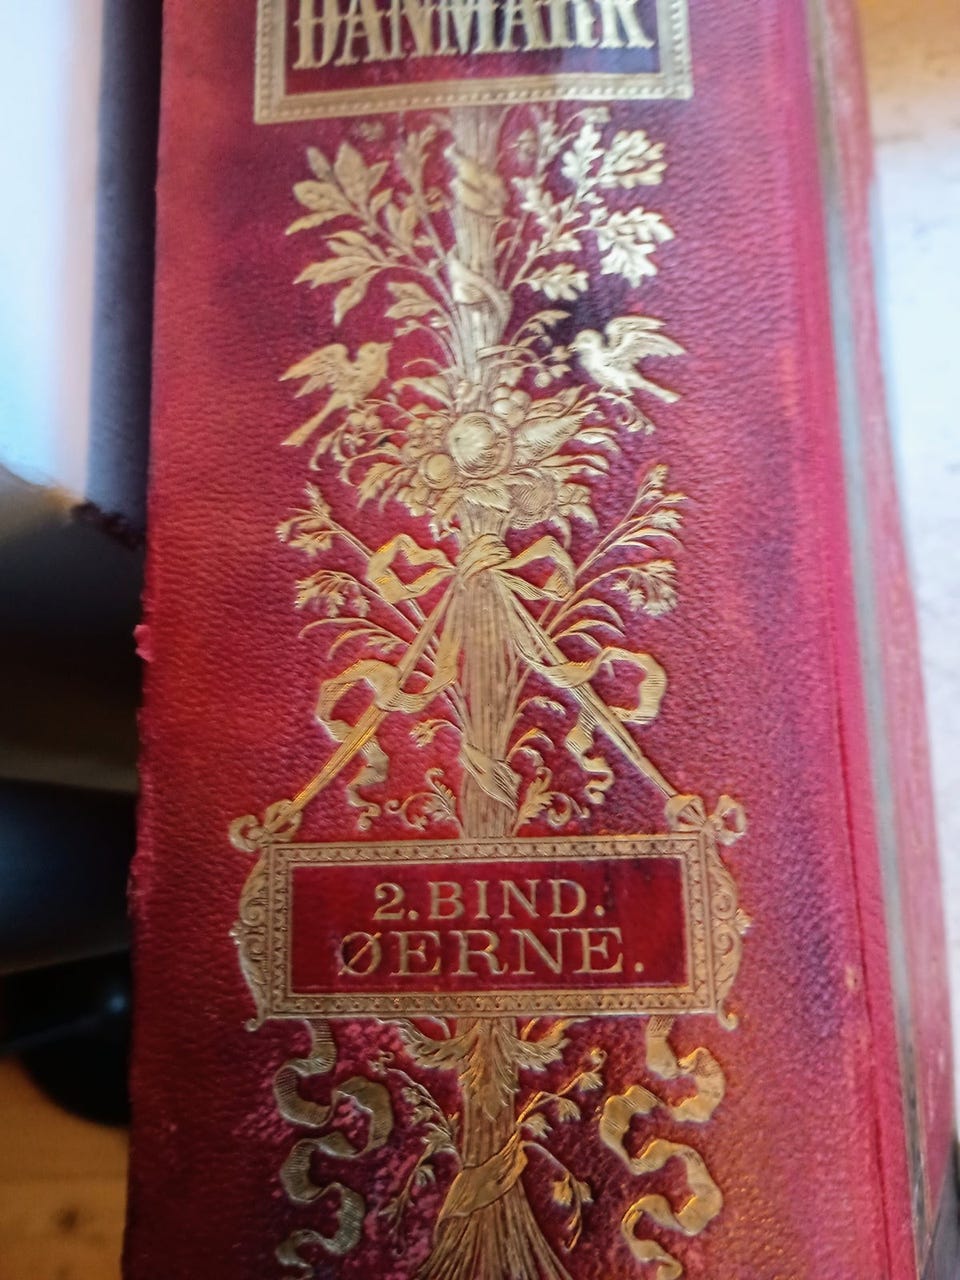 DANMARK
2. BIND.
ØERNE.